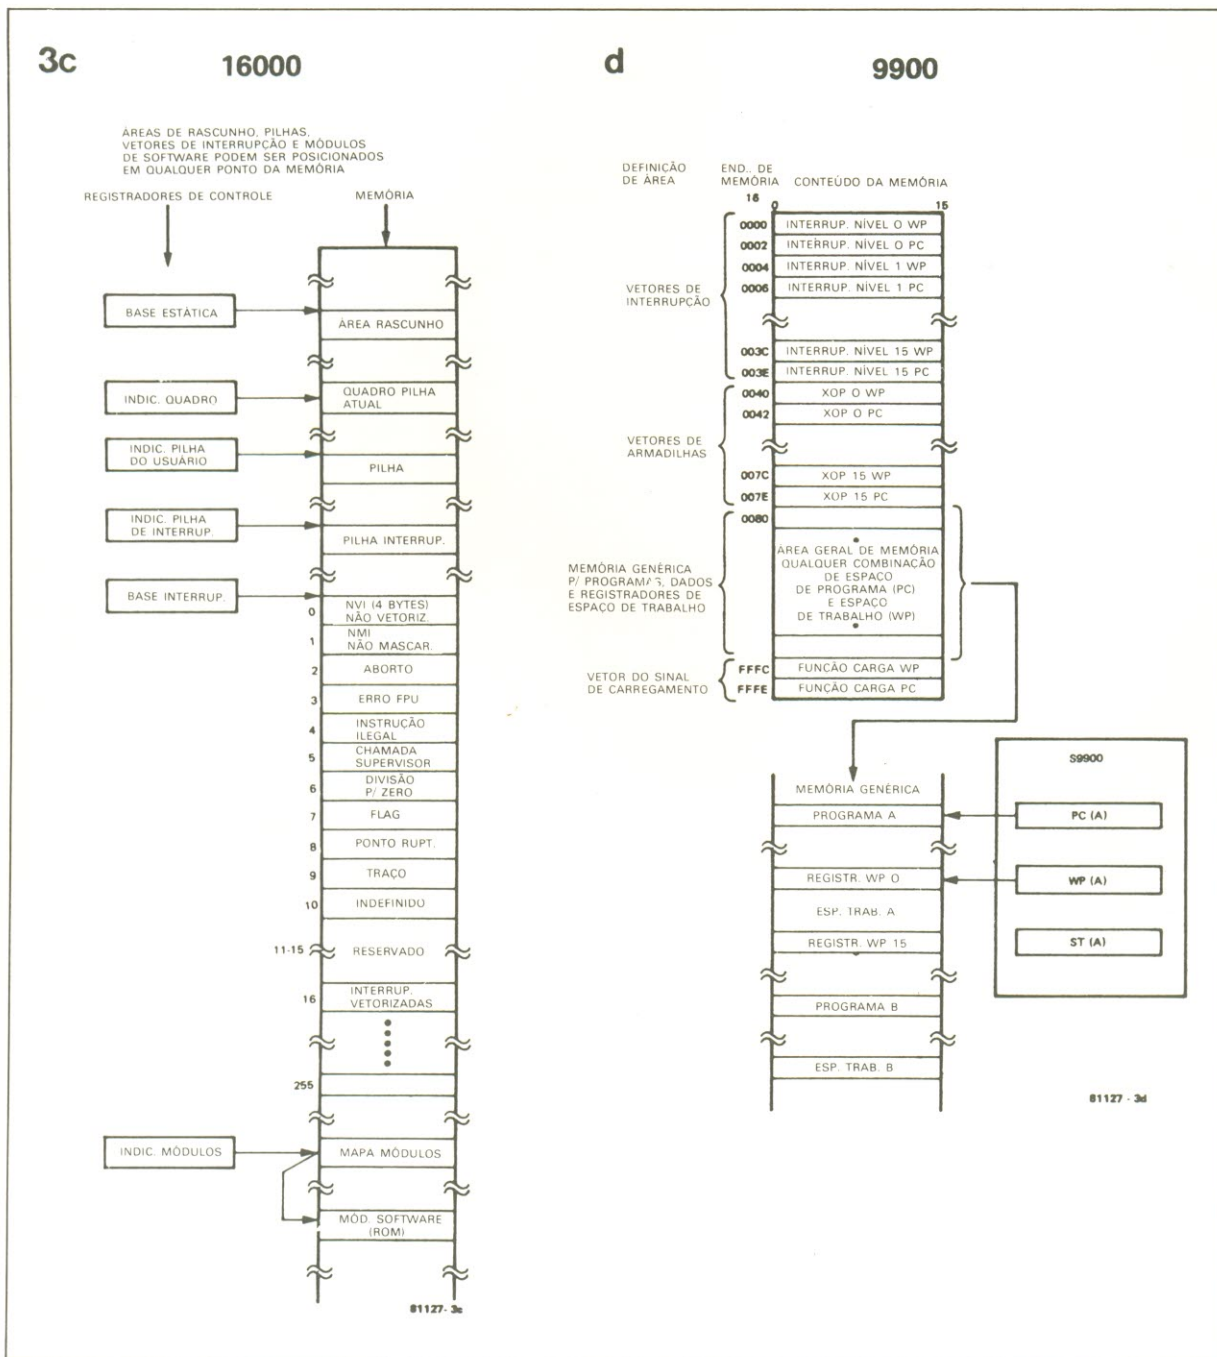 3c
16000
ÁREAS DE RASCUNHO, PILHAS,
VETORES DE INTERRUPÇÃO E MÓDULOS
DE SOFTWARE PODEM SER POSICIONADOS
EM QUALQUER PONTO DA MEMÓRIA
REGISTRADORES DE CONTROLE
MEMÓRIA
BASE ESTÁTICA
ÁREA RASCUNHO
INDIC. QUADRO
QUADRO PILHA
ATUAL
INDIC. PILHA
DO USUÁRIO
PILHA
INDIC. PILHA
DE INTERRUP.
PILHA INTERRUP.
BASE INTERRUP.
0
NVI (4 BYTES)
NÃO VETORIZ.
1
NMI
NÃO MASCAR.
2
ABORTO
3
ERRO FPU
4
INSTRUÇÃO
ILEGAL
5
CHAMADA
SUPERVISOR
6
DIVISÃO
P/ ZERO
7
FLAG
8
PONTO RUPT.
9
TRAÇO
10
INDEFINIDO
11-15
RESERVADO
16
INTERRUP.
VETORIZADAS
255
INDIC. MÓDULOS
MAPA MÓDULOS
MÓD. SOFTWARE
(ROM)
81127- 3c
d
9900
DEFINIÇÃO
DE ÁREA
END.. DE
MEMÓRIA
16
CONTEÚDO DA MEMÓRIA
0
15
VETORES DE
INTERRUPÇÃO
0000
INTERRUP. NÍVEL O WP
0002
INTERRUP. NÍVEL O PC
0004
INTERRUP. NÍVEL 1 WP
0006
INTERRUP. NÍVEL 1 PC
003C
INTERRUP. NÍVEL 15 WP
003E
INTERRUP. NÍVEL 15 PC
VETORES DE
ARMADILHAS
0040
XOP O WP
0042
XOP O PC
007C
XOP 15 WP
007E
XOP 15 PC
0080
MEMÓRIA GENÉRICA
P/ PROGRAMAS, DADOS
E REGISTRADORES DE
ESPAÇO DE TRABALHO
ÁREA GERAL DE MEMÓRIA
QUALQUER COMBINAÇÃO
DE ESPAÇO
DE PROGRAMA (PC)
E ESPAÇO
DE TRABALHO (WP)
VETOR DO SINAL
DE CARREGAMENTO
FFFC
FUNÇÃO CARGA WP
FFFE
FUNÇÃO CARGA PC
MEMÓRIA GENÉRICA
PROGRAMA A
REGISTR. WP O
ESP. TRAB. A
REGISTR. WP 15
PROGRAMA B
ESP. TRAB. B
S9900
PC (A)
WP (A)
ST (A)
81127 - 3d